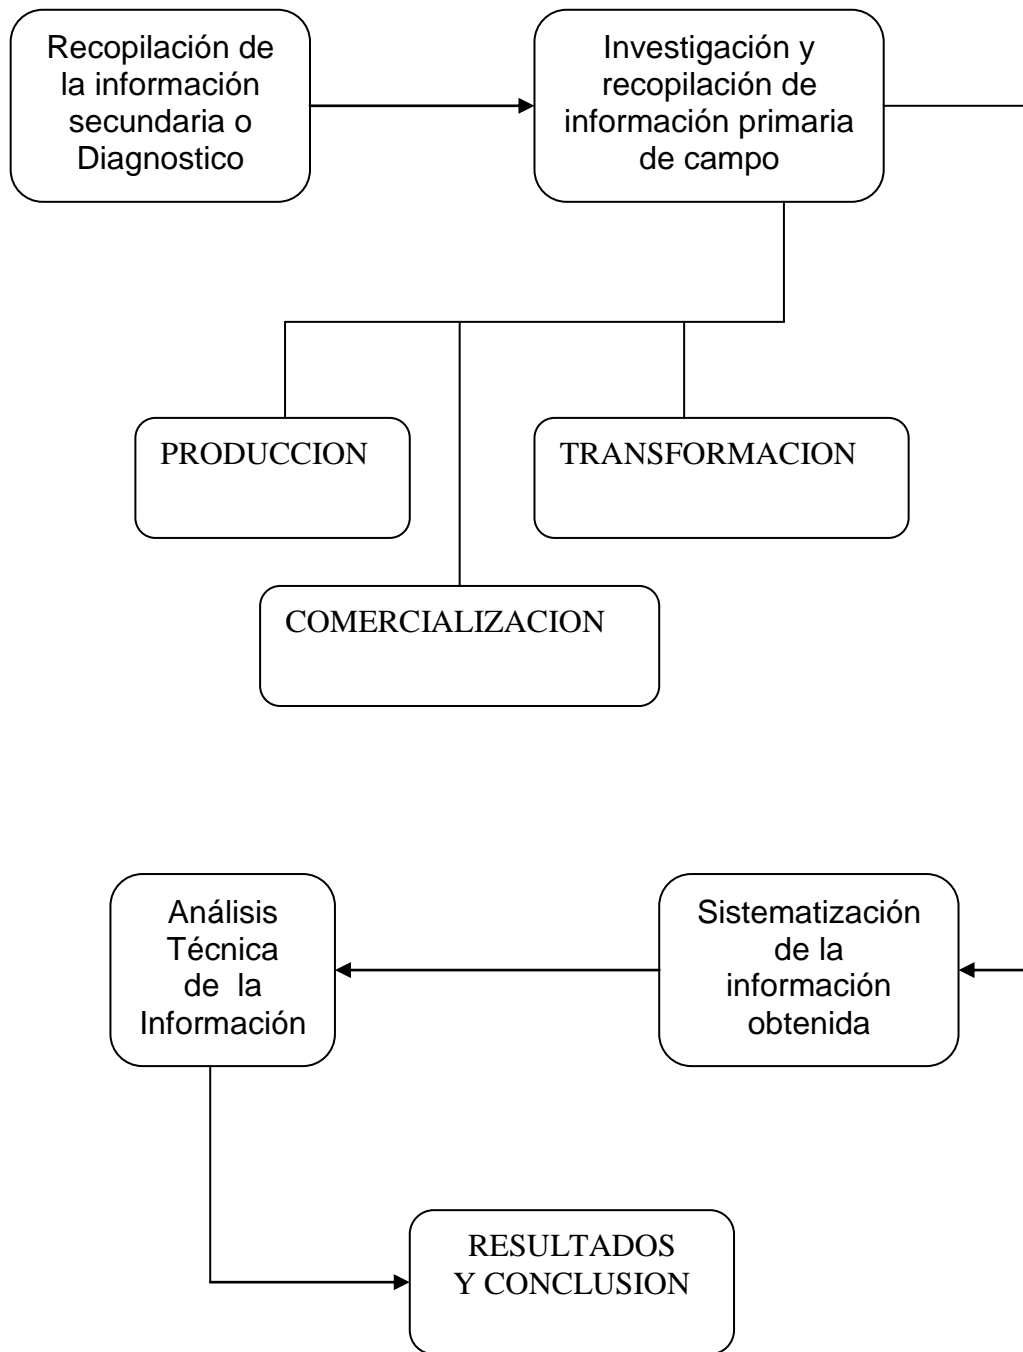 Recopilación de
la información
secundaria o
Diagnostico
Investigación y
recopilación de
información primaria
de campo
PRODUCCION
TRANSFORMACION
COMERCIALIZACION
Análisis
Técnica
de la
Información
Sistematización
de la
información
obtenida
RESULTADOS
Y CONCLUSION